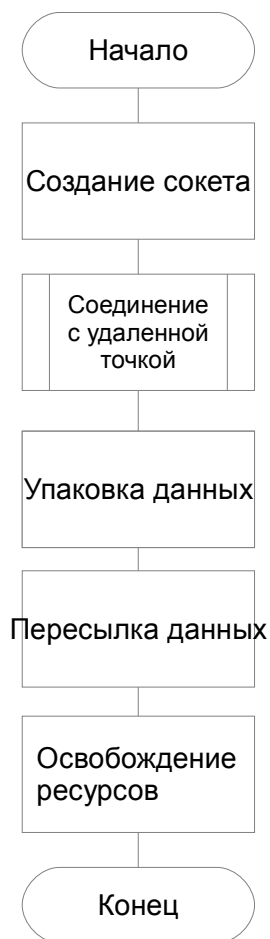 Начало
Создание сокета
Соединение
с удаленной
точкой
Упаковка данных
Пересылка данных
Освобождение
ресурсов
Конец